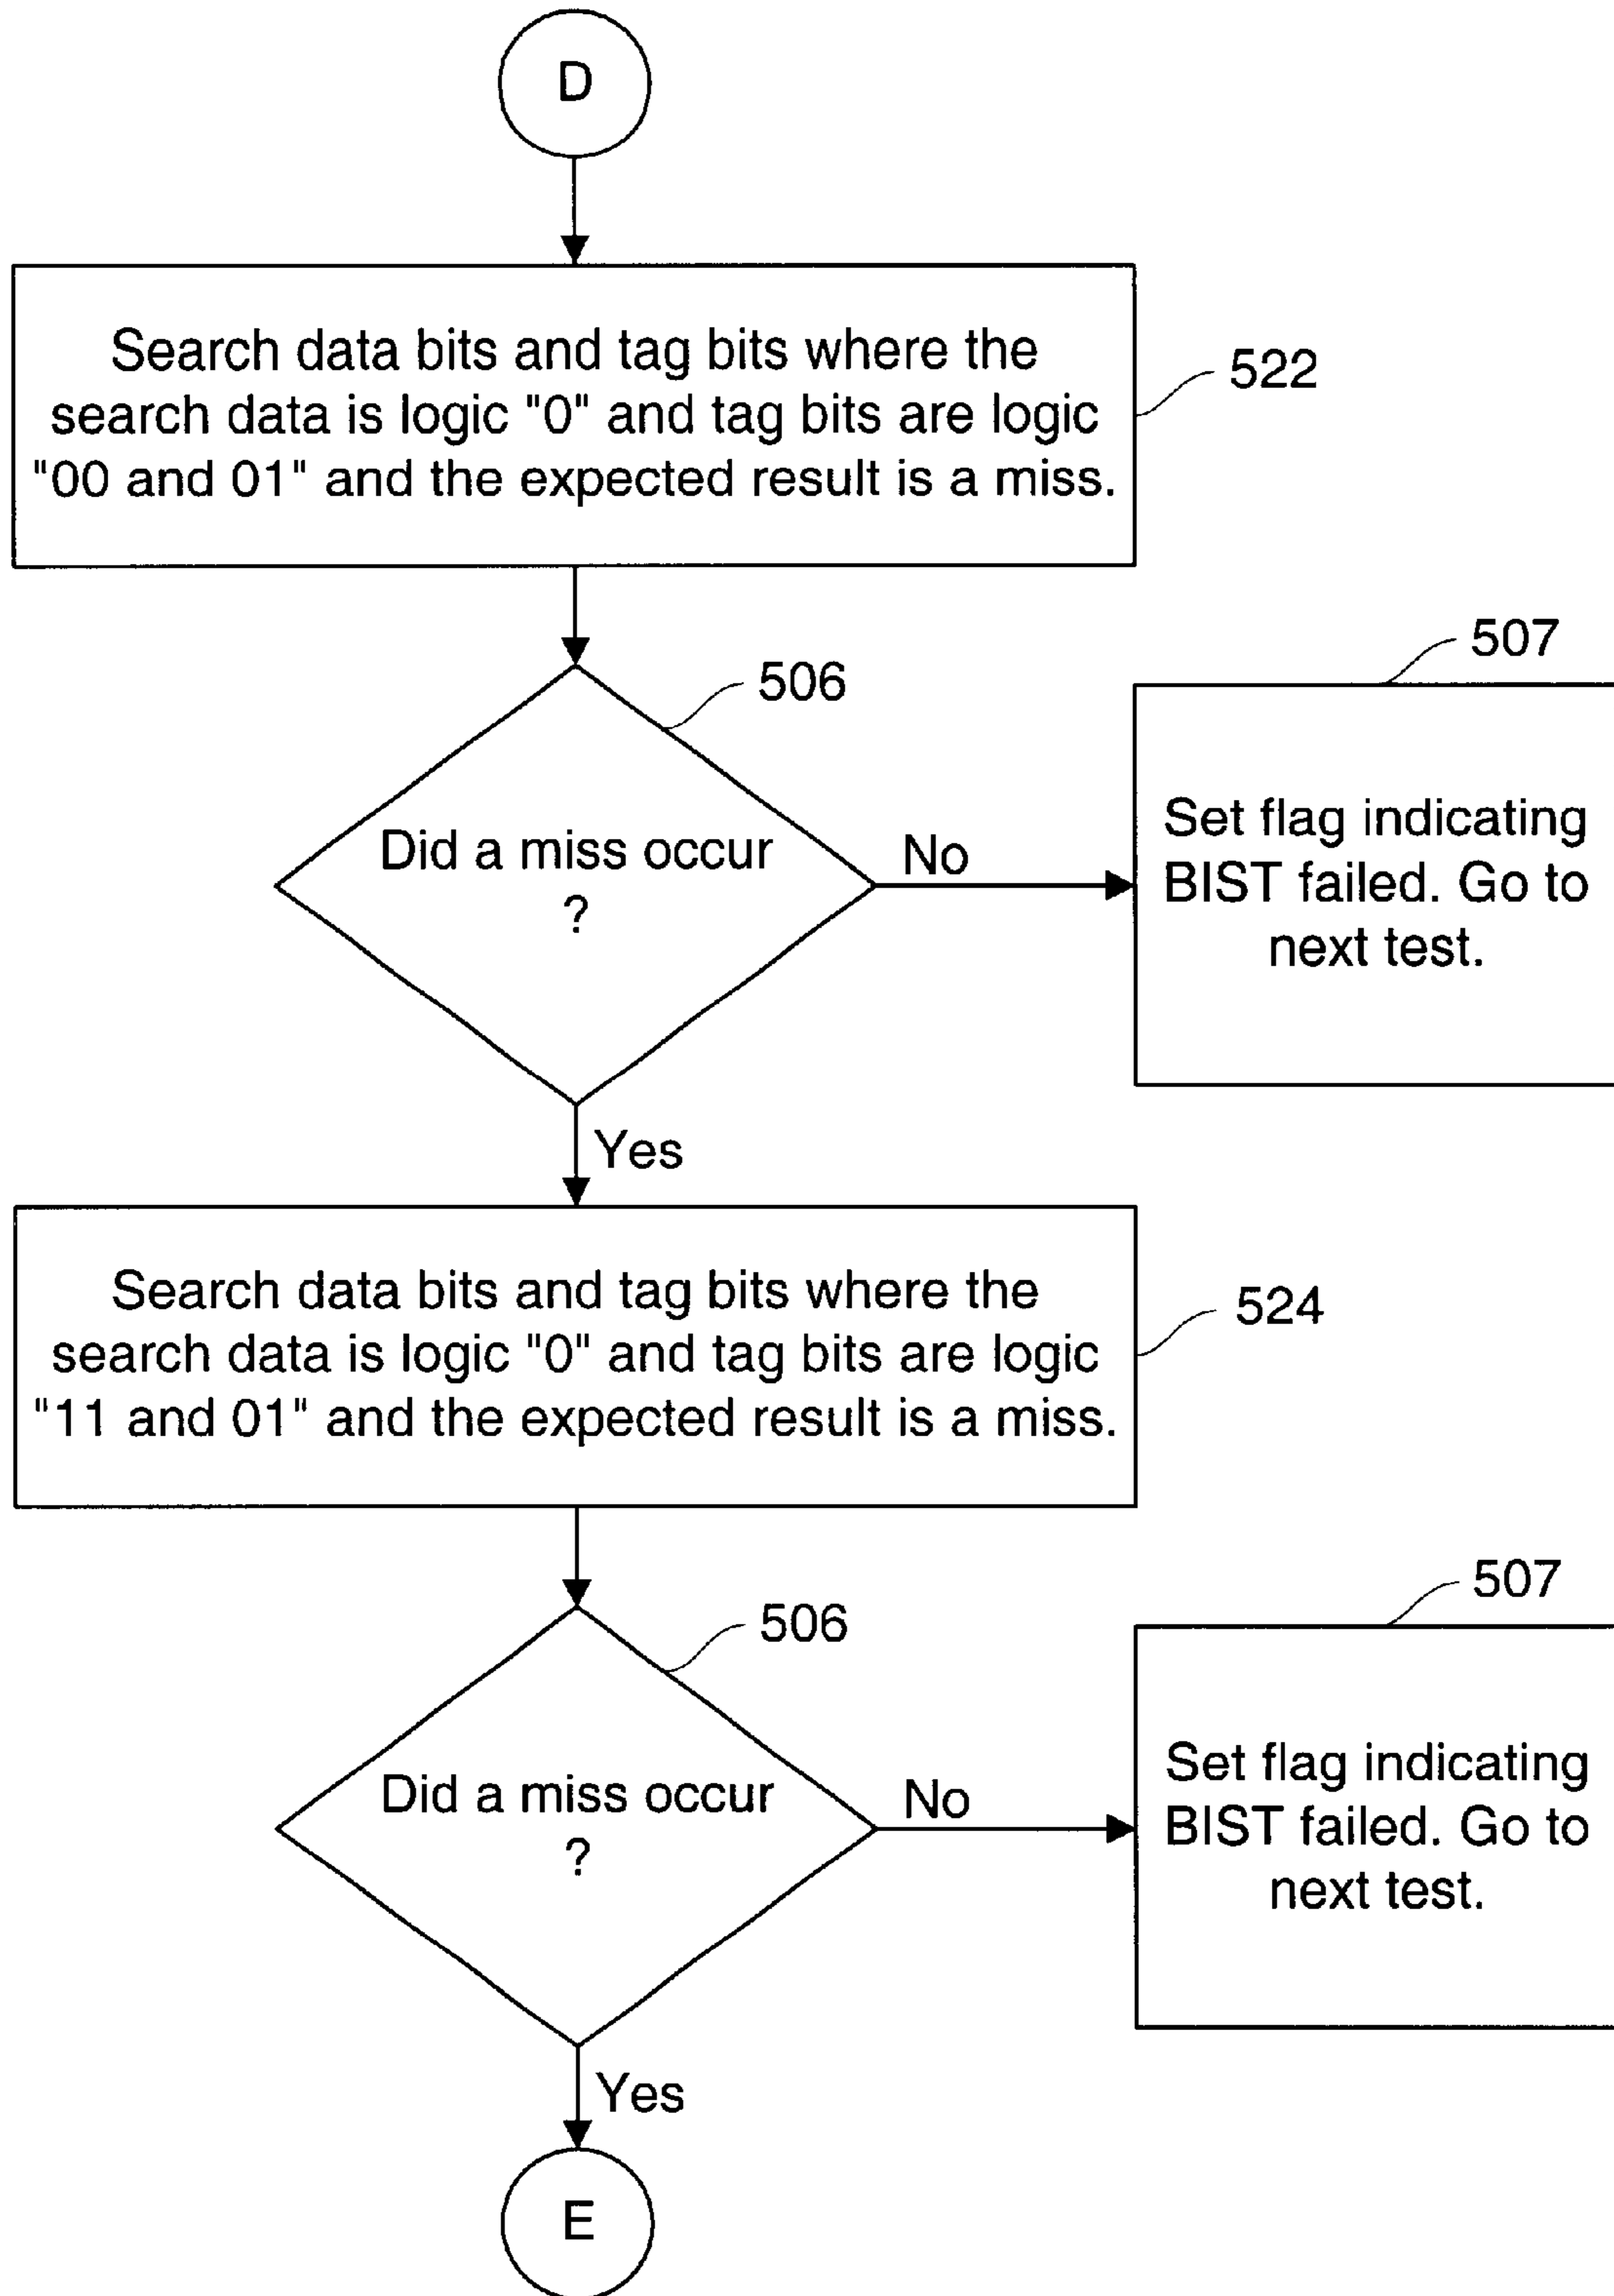 D
Search data bits and tag bits where the
search data is logic "0" and tag bits are logic
"00 and 01" and the expected result is a miss.
522
506
507
Did a miss occur
?
No
Set flag indicating
BIST failed. Go to
next test.
Yes
Search data bits and tag bits where the
search data is logic "0" and tag bits are logic
"11 and 01" and the expected result is a miss.
524
506
507
Did a miss occur
?
No
Set flag indicating
BIST failed. Go to
next test.
Yes
E